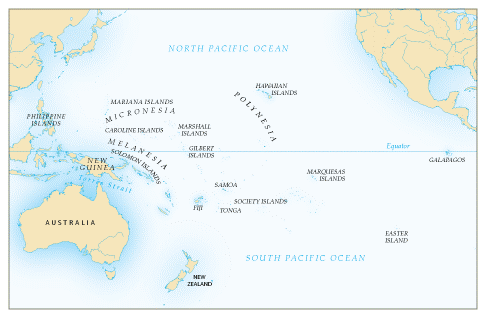 NORTH PACIFIC OCEAN
HAWAIIAN
ISLANDS
MARIANA ISLANDS
MICRONESIA
POLYNESIA
PHILIPPINE
ISLANDS
CAROLINE ISLANDS
MARSHALL
ISLANDS
MELANESIA
SOLOMON ISLANDS
GILBERT
ISLANDS
Equator
GALAPAGOS
NEW
GUINEA
Torres Strait
MARQUESAS
ISLANDS
SAMOA
SOCIETY ISLANDS
Fiji
TONGA
AUSTRALIA
EASTER
ISLAND
SOUTH PACIFIC OCEAN
NEW
ZEALAND